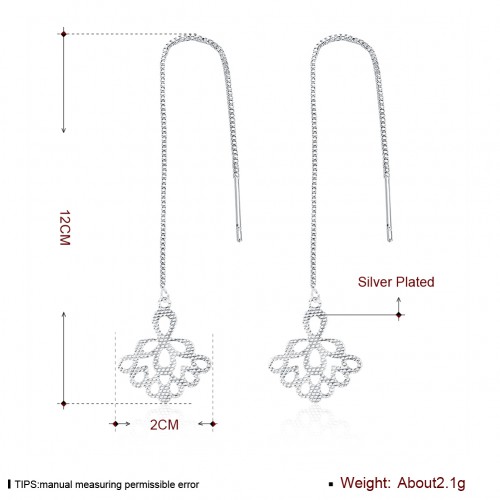 12CM
Silver Plated
2CM
TIPS:manual measuring permissible error
Weight: About2.1g